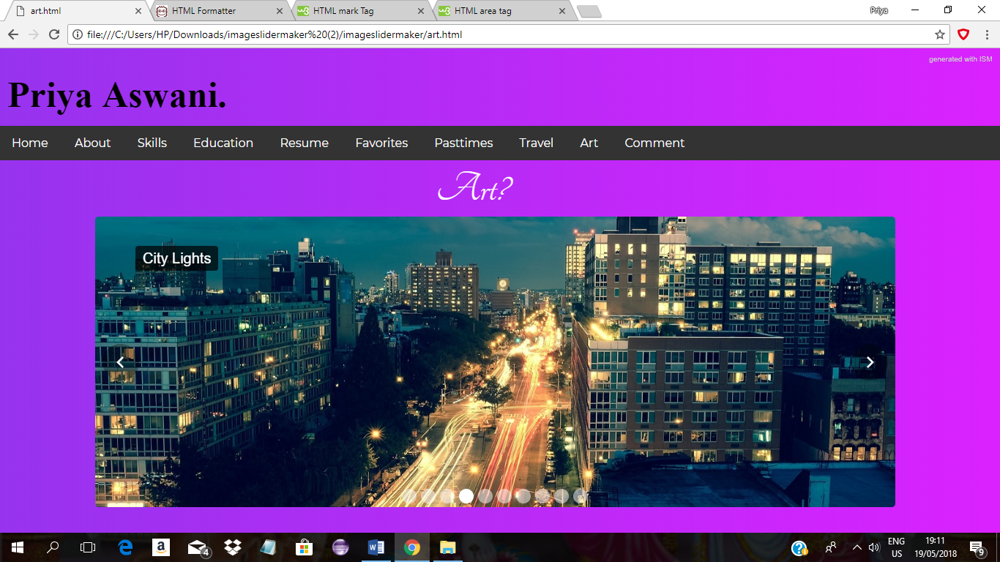 art.html HTML Formatter HTML mark Tag HTML area tag Priya
file:///C:/Users/HP/Downloads/imageslidermaker%20(2)/imageslidermaker/art.html
generated with ISM
Priya Aswani.
Home About Skills Education Resume Favorites Pasttimes Travel Art Comment
Art?
City Lights
ENG 19:11
US 19/05/2018
4
9